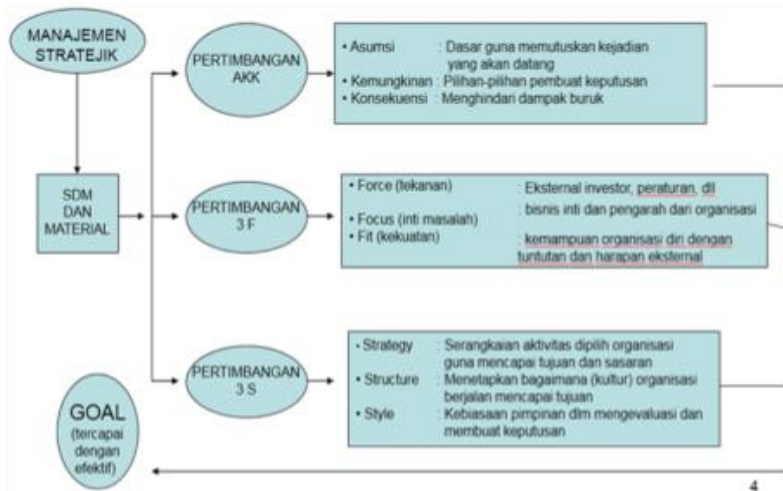 MANAJEMEN
STRATEJIK
SDM
DAN
MATERIAL
PERTIMBANGAN
AKK
• Asumsi : Dasar guna memutuskan kejadian
yang akan datang
• Kemungkinan : Pilihan-pilihan pembuat keputusan
• Konsekuensi : Menghindari dampak buruk
PERTIMBANGAN
3 F
• Force (tekanan) : Eksternal investor, peraturan, dll
• Focus (inti masalah) : bisnis inti dan pengarah dari organisasi
• Fit (kekuatan) : kemampuan organisasi diri dengan
tuntutan dan harapan eksternal
PERTIMBANGAN
3 S
• Strategy : Serangkaian aktivitas dipilih organisasi
guna mencapai tujuan dan sasaran
• Structure : Menetapkan bagaimana (kultur) organisasi
berjalan mencapai tujuan
• Style : Kebiasaan pimpinan dlm mengevaluasi dan
membuat keputusan
GOAL
(tercapai
dengan
efektif)
4